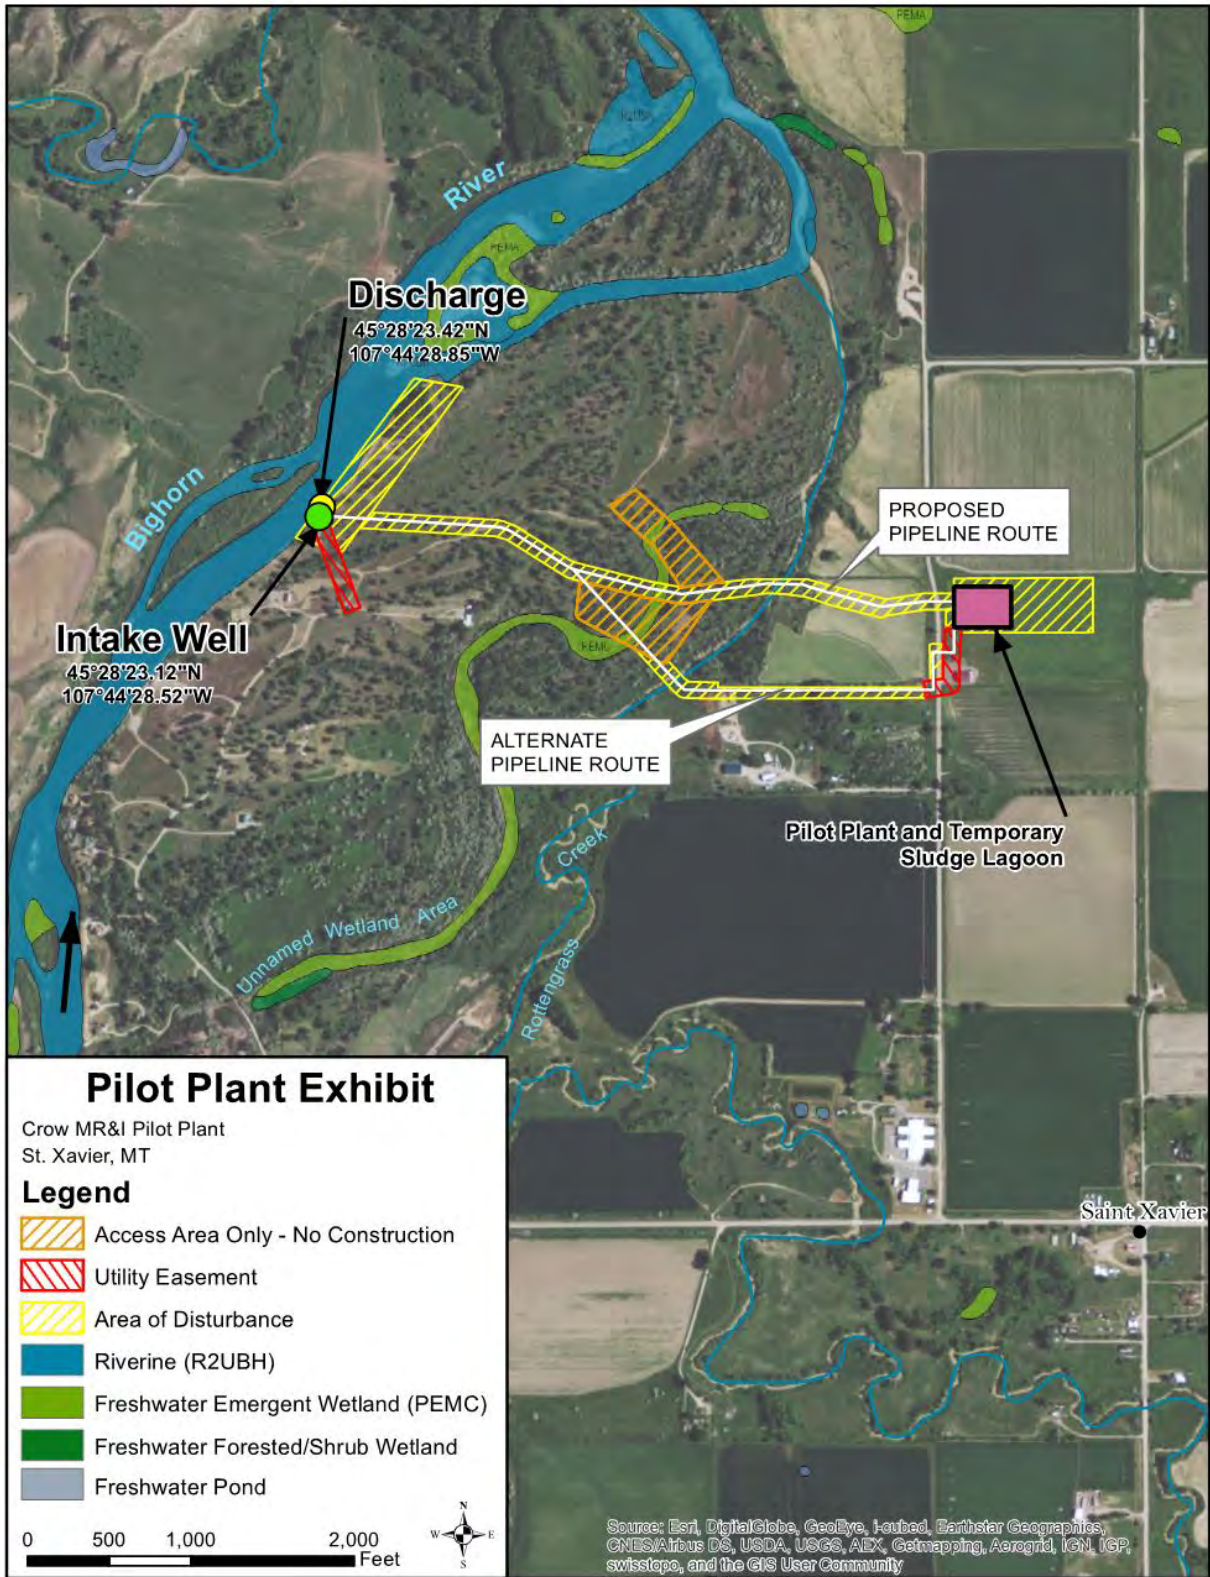 PEMA
River
PEMA
Discharge
45°28'23.42"N
107°44'28.85"W
Bighorn
PROPOSED
PIPELINE ROUTE
Intake Well
45°28'23.12"N
107°44'28.52"W
ALTERNATE
PIPELINE ROUTE
Pilot Plant and Temporary
Sludge Lagoon
Unnamed Wetland Area
Rottengrass Creek
Saint Xavier
Pilot Plant Exhibit
Crow MR&I Pilot Plant
St. Xavier, MT
Legend
Access Area Only - No Construction
Utility Easement
Area of Disturbance
Riverine (R2UBH)
Freshwater Emergent Wetland (PEMC)
Freshwater Forested/Shrub Wetland
Freshwater Pond
N
W E
S
0 500 1,000 2,000
Feet
Source: Esri, DigitalGlobe, GeoEye, i-cubed, Earthstar Geographics,
CNES/Airbus DS, USDA, USGS, AEX, Getmapping, Aerogrid, IGN, IGP,
swisstopo, and the GIS User Community